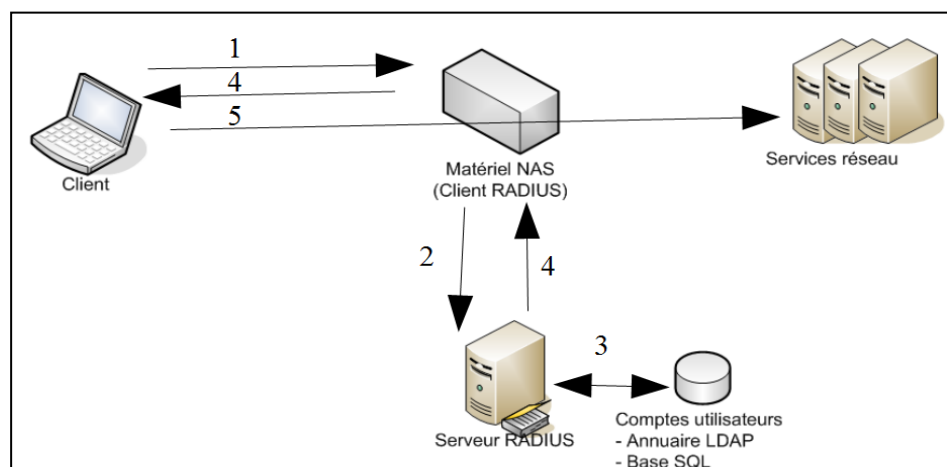 1
4
5
Client
Matériel NAS
(Client RADIUS)
Services réseau
2
4
3
Serveur RADIUS
Comptes utilisateurs
- Annuaire LDAP
- Base SQL